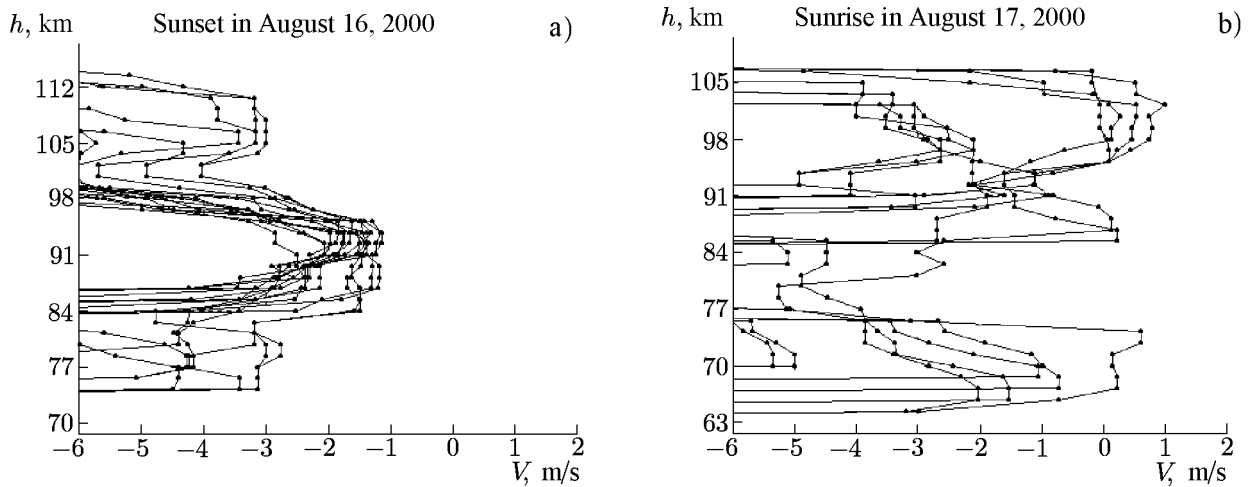 h, km Sunset in August 16, 2000 a)
112
105
98
91
84
77
70
−6 −5 −4 −3 −2 −1 0 1 2
V, m/s
h, km Sunrise in August 17, 2000 b)
105
98
91
84
77
70
63
−6 −5 −4 −3 −2 −1 0 1 2
V, m/s